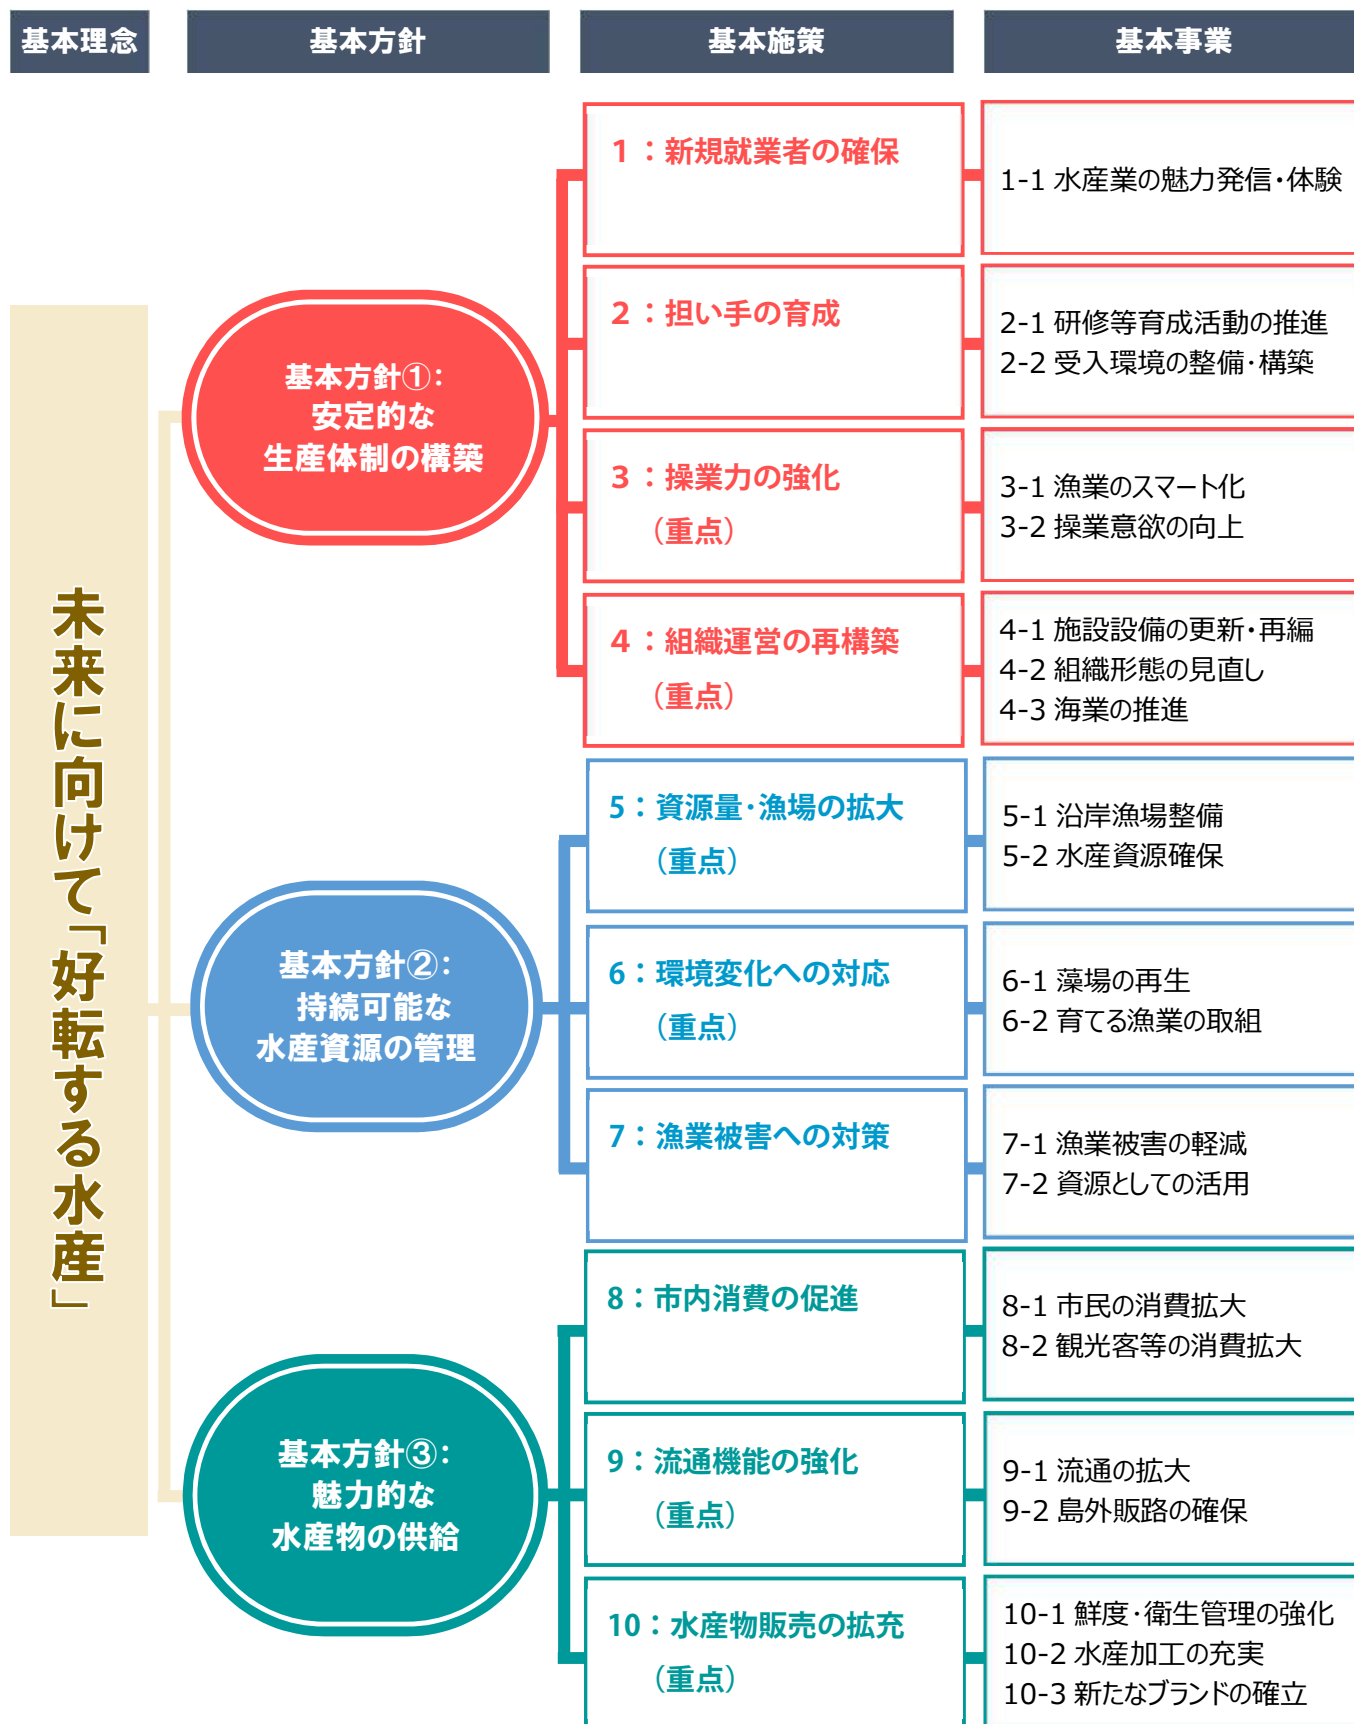 基本理念
基本方針
基本施策
基本事業
未来に向けて「好転する水産」
基本方針①:
安定的な
生産体制の構築
1：新規就業者の確保
1-1 水産業の魅力発信・体験
2：担い手の育成
2-1 研修等育成活動の推進
2-2 受入環境の整備・構築
3：操業力の強化
（重点）
3-1 漁業のスマート化
3-2 操業意欲の向上
4：組織運営の再構築
（重点）
4-1 施設設備の更新・再編
4-2 組織形態の見直し
4-3 海業の推進
基本方針②:
持続可能な
水産資源の管理
5：資源量・漁場の拡大
（重点）
5-1 沿岸漁場整備
5-2 水産資源確保
6：環境変化への対応
（重点）
6-1 藻場の再生
6-2 育てる漁業の取組
7：漁業被害への対策
7-1 漁業被害の軽減
7-2 資源としての活用
基本方針③:
魅力的な
水産物の供給
8：市内消費の促進
8-1 市民の消費拡大
8-2 観光客等の消費拡大
9：流通機能の強化
（重点）
9-1 流通の拡大
9-2 島外販路の確保
10：水産物販売の拡充
（重点）
10-1 鮮度・衛生管理の強化
10-2 水産加工の充実
10-3 新たなブランドの確立